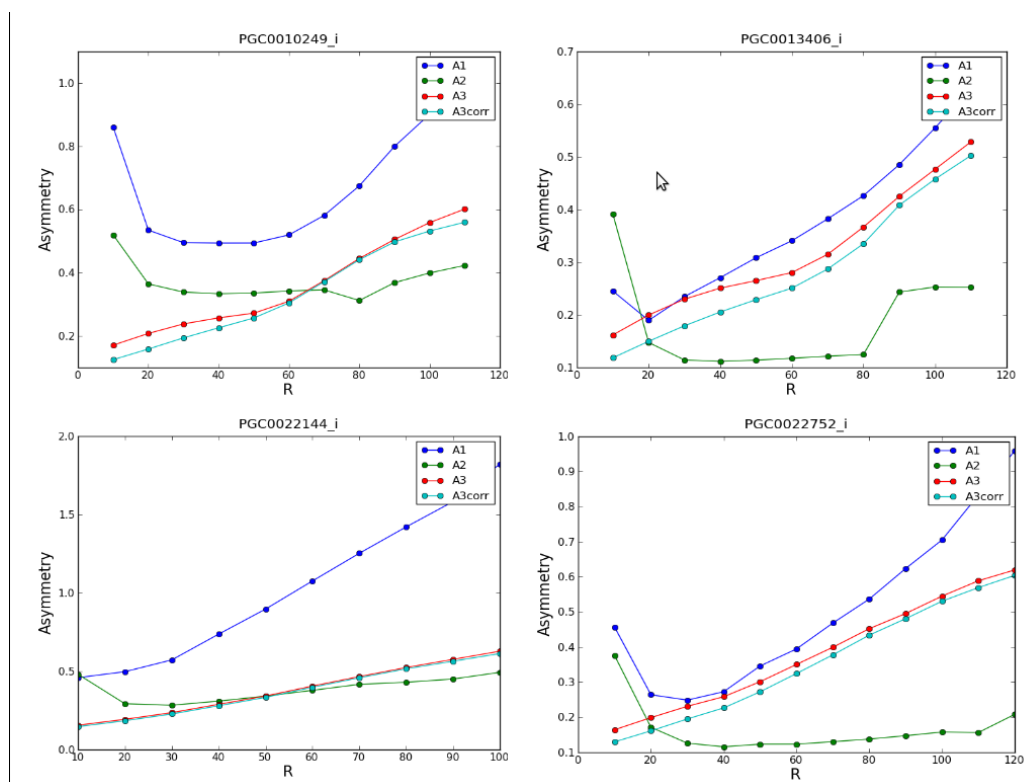 PGC0010249_i
A1
A2
A3
A3corr
Asymmetry
1.0
0.8
0.6
0.4
0.2
0 20 40 60 80 100 120
R
PGC0013406_i
A1
A2
A3
A3corr
Asymmetry
0.7
0.6
0.5
0.4
0.3
0.2
0.1
0 20 40 60 80 100 120
R
PGC0022144_i
A1
A2
A3
A3corr
Asymmetry
2.0
1.5
1.0
0.5
0.0
10 20 30 40 50 60 70 80 90 100
R
PGC0022752_i
A1
A2
A3
A3corr
Asymmetry
1.0
0.9
0.8
0.7
0.6
0.5
0.4
0.3
0.2
0.1
0 20 40 60 80 100 120
R